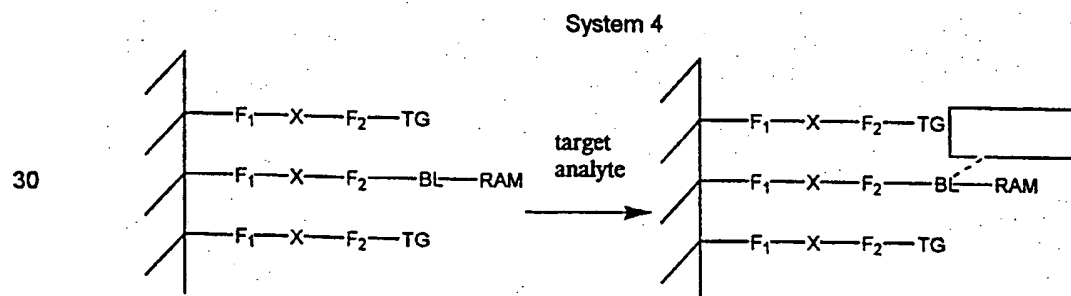 System 4
F₁—X—F₂—TG F₁—X—F₂—TG
target
30 F₁—X—F₂—BL—RAM analyte F₁—X—F₂—BL—RAM
F₁—X—F₂—TG F₁—X—F₂—TG